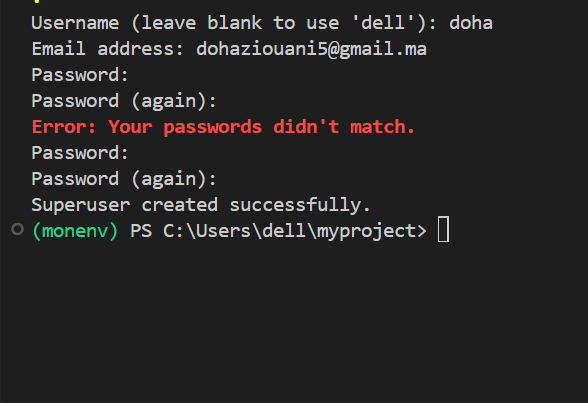 Username (leave blank to use 'dell'): doha
Email address: dohaziouani5@gmail.ma
Password:
Password (again):
Error: Your passwords didn't match.
Password:
Password (again):
Superuser created successfully.
(monenv) PS C:\Users\dell\myproject>